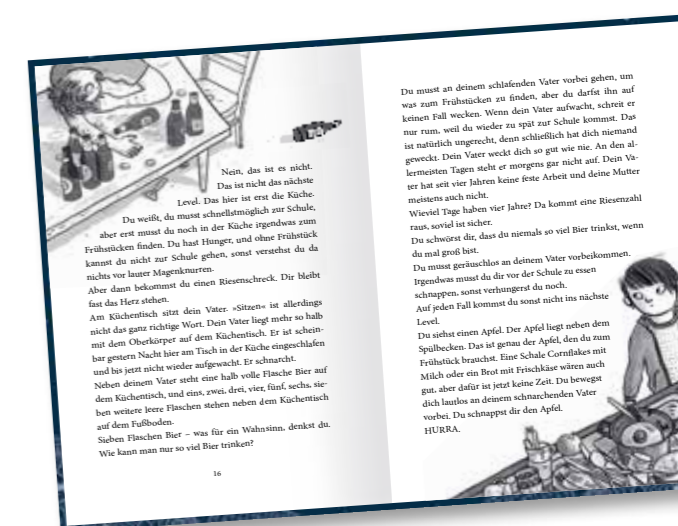 Nein, das ist es nicht.
Das ist nicht das nächste
Level. Das hier ist erst die Küche.
Du weißt, du musst schnellstmöglich zur Schule,
aber erst musst du noch in der Küche irgendwas zum
Frühstücken finden. Du hast Hunger, und ohne Frühstück
kannst du nicht zur Schule gehen, sonst verstehst du da
nichts vor lauter Magenknurren.
Aber dann bekommst du einen Riesenschreck. Dir bleibt
fast das Herz stehen.
Am Küchentisch sitzt dein Vater. »Sitzen« ist allerdings
nicht das ganz richtige Wort. Dein Vater liegt mehr so halb
mit dem Oberkörper auf dem Küchentisch. Er ist schein-
bar gestern Nacht hier am Tisch in der Küche eingeschlafen
und bis jetzt nicht wieder aufgewacht. Er schnarcht.
Neben deinem Vater steht eine halb volle Flasche Bier auf
dem Küchentisch, und eins, zwei, drei, vier, fünf, sechs, sie-
ben weitere leere Flaschen stehen neben dem Küchentisch
auf dem Fußboden.
Sieben Flaschen Bier – was für ein Wahnsinn, denkst du.
Wie kann man nur so viel Bier trinken?
16
Du musst an deinem schlafenden Vater vorbei gehen, um
was zum Frühstücken zu finden, aber du darfst ihn auf
keinen Fall wecken. Wenn dein Vater aufwacht, schreit er
nur rum, weil du wieder zu spät zur Schule kommst. Das
ist natürlich ungerecht, denn schließlich hat dich niemand
geweckt. Dein Vater weckt dich so gut wie nie. An den al-
lermeisten Tagen steht er morgens gar nicht auf. Dein Va-
ter hat seit vier Jahren keine feste Arbeit und deine Mutter
meistens auch nicht.
Wieviel Tage haben vier Jahre? Da kommt eine Riesenzahl
raus, soviel ist sicher.
Du schwörst dir, dass du niemals so viel Bier trinkst, wenn
du mal groß bist.
Du musst geräuschlos an deinem Vater vorbeikommen.
Irgendwas musst du dir vor der Schule zu essen
schnappen, sonst verhungerst du noch.
Auf jeden Fall kommst du sonst nicht ins nächste
Level.
Du siehst einen Apfel. Der Apfel liegt neben dem
Spülbecken. Das ist genau der Apfel, den du zum
Frühstück brauchst. Eine Schale Cornflakes mit
Milch oder ein Brot mit Frischkäse wären auch
gut, aber dafür ist jetzt keine Zeit. Du bewegst
dich lautlos an deinem schnarchenden Vater
vorbei. Du schnappst dir den Apfel.
HURRA.